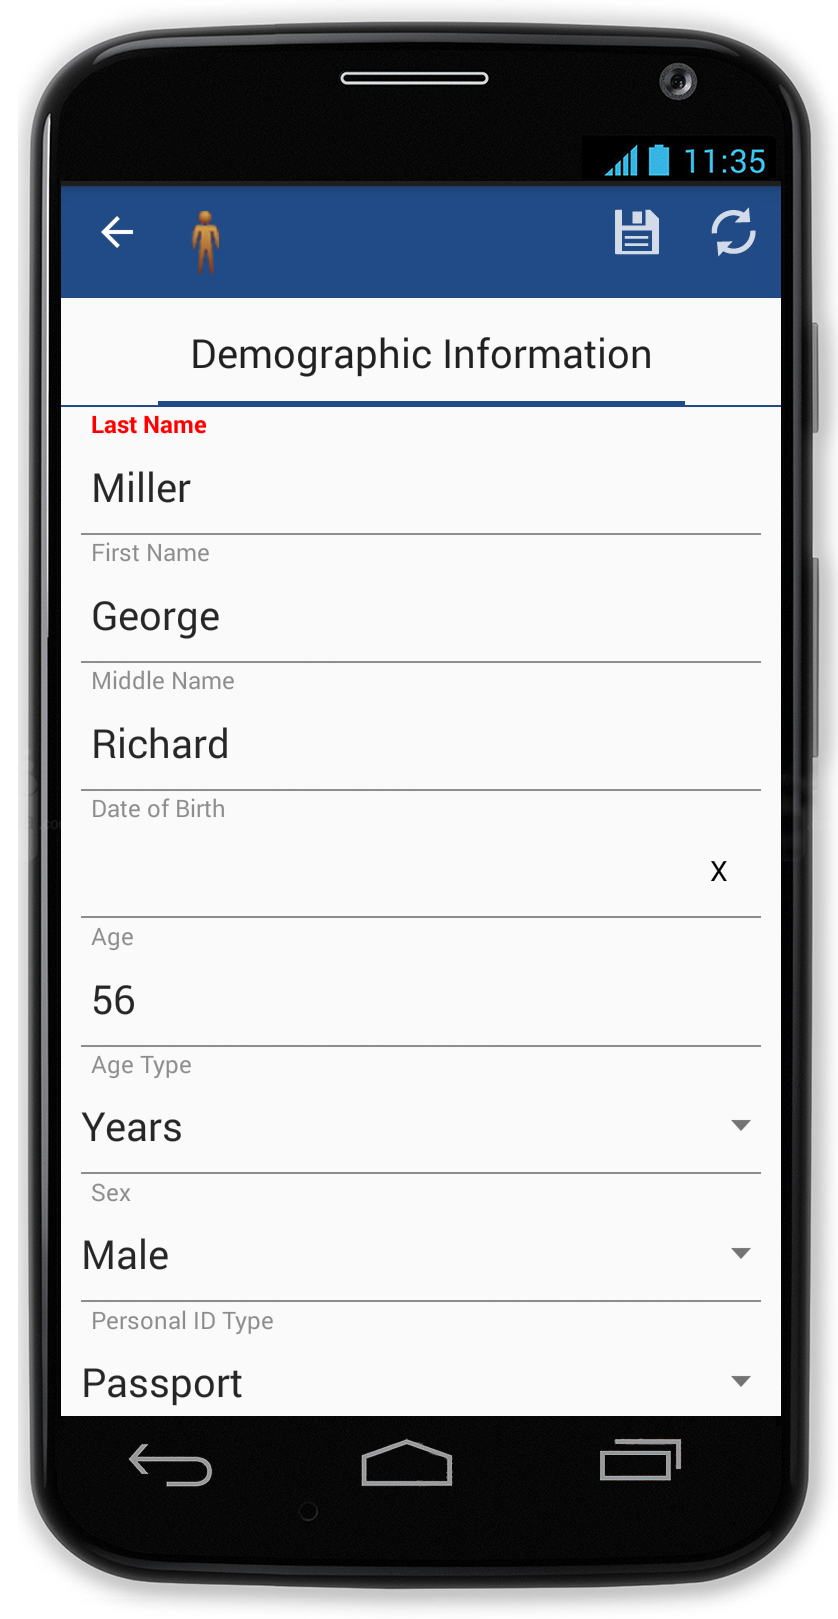 11:35
Demographic Information
Last Name
Miller
First Name
George
Middle Name
Richard
Date of Birth
X
Age
56
Age Type
Years
Sex
Male
Personal ID Type
Passport